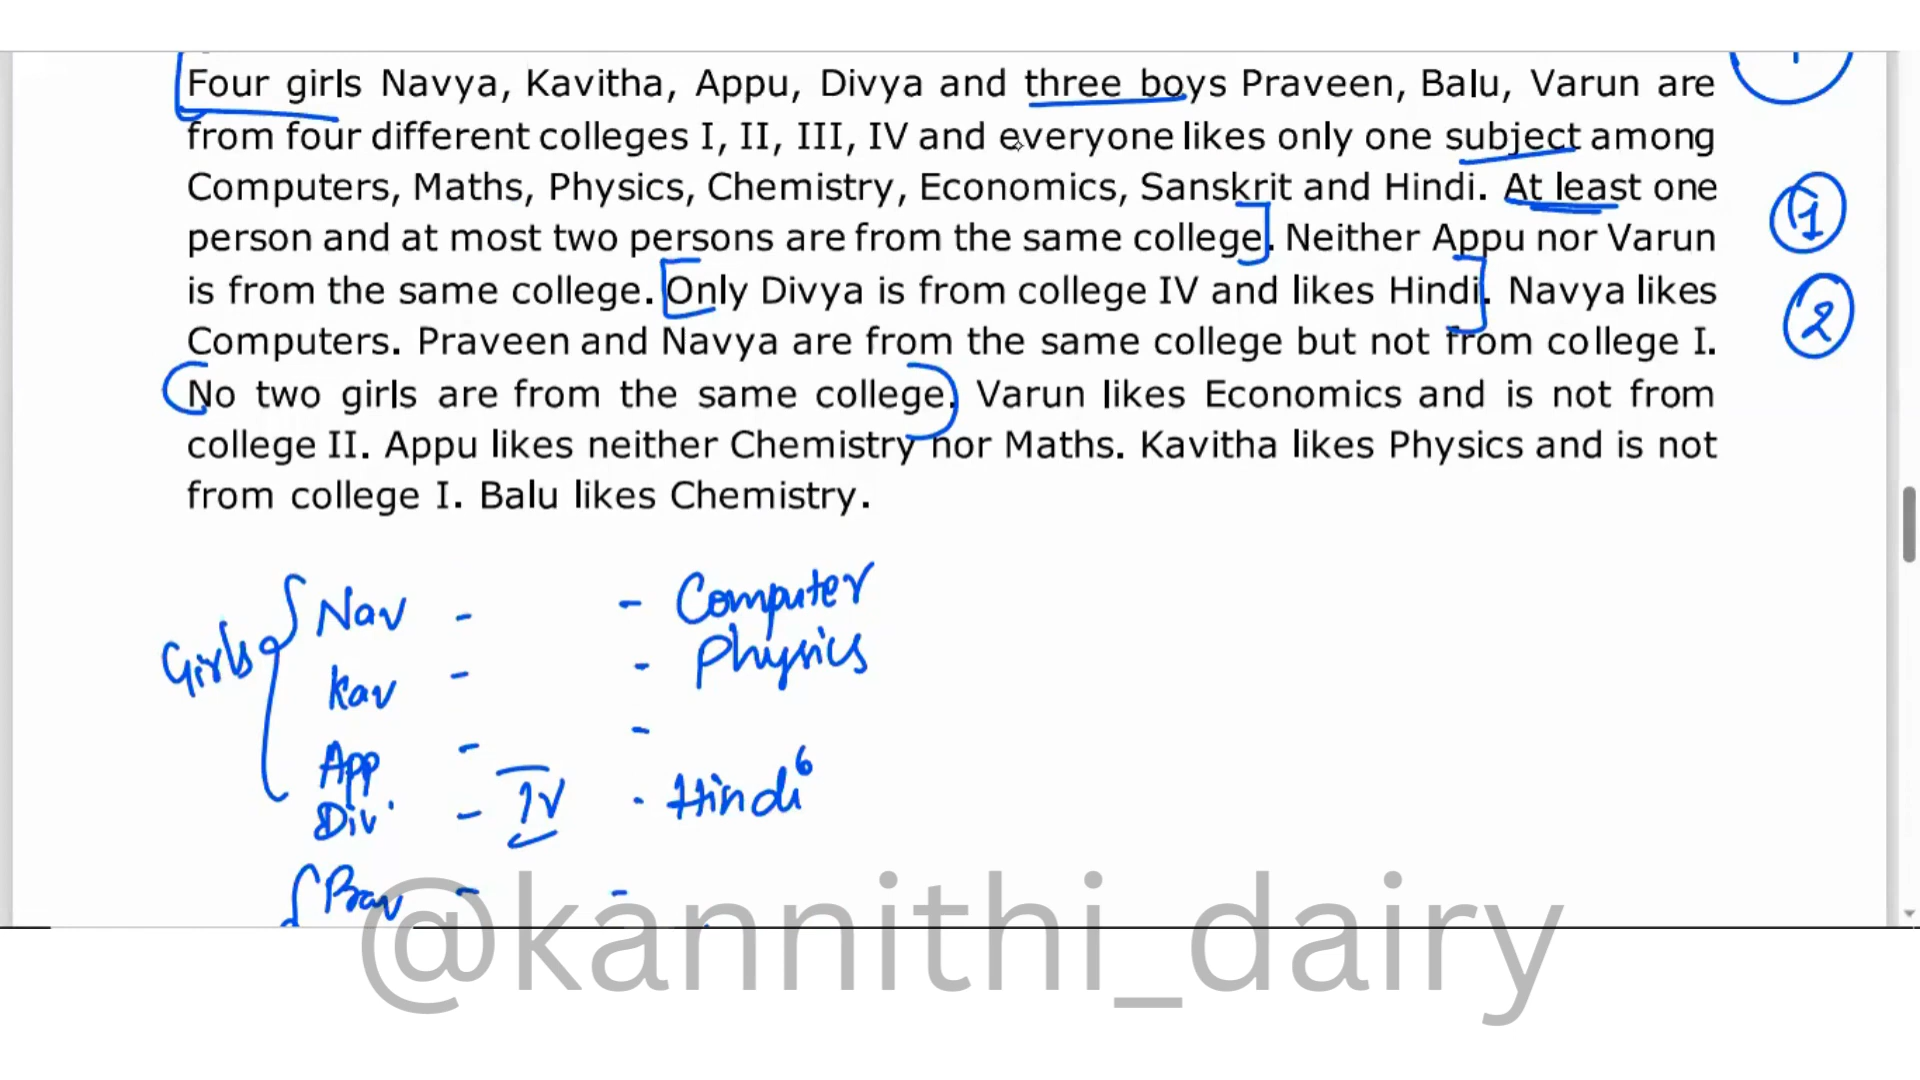 Four girls Navya, Kavitha, Appu, Divya and three boys Praveen, Balu, Varun are
from four different colleges I, II, III, IV and everyone likes only one subject among
Computers, Maths, Physics, Chemistry, Economics, Sanskrit and Hindi. At least one
person and at most two persons are from the same college. Neither Appu nor Varun
is from the same college. Only Divya is from college IV and likes Hindi. Navya likes
Computers. Praveen and Navya are from the same college but not from college I.
No two girls are from the same college. Varun likes Economics and is not from
college II. Appu likes neither Chemistry nor Maths. Kavitha likes Physics and is not
from college I. Balu likes Chemistry.
1
2
Girls
Nav - - Computer
Kav - - Physics
App - -
Div - IV - Hindi 6
- -
@kannithi_dairy